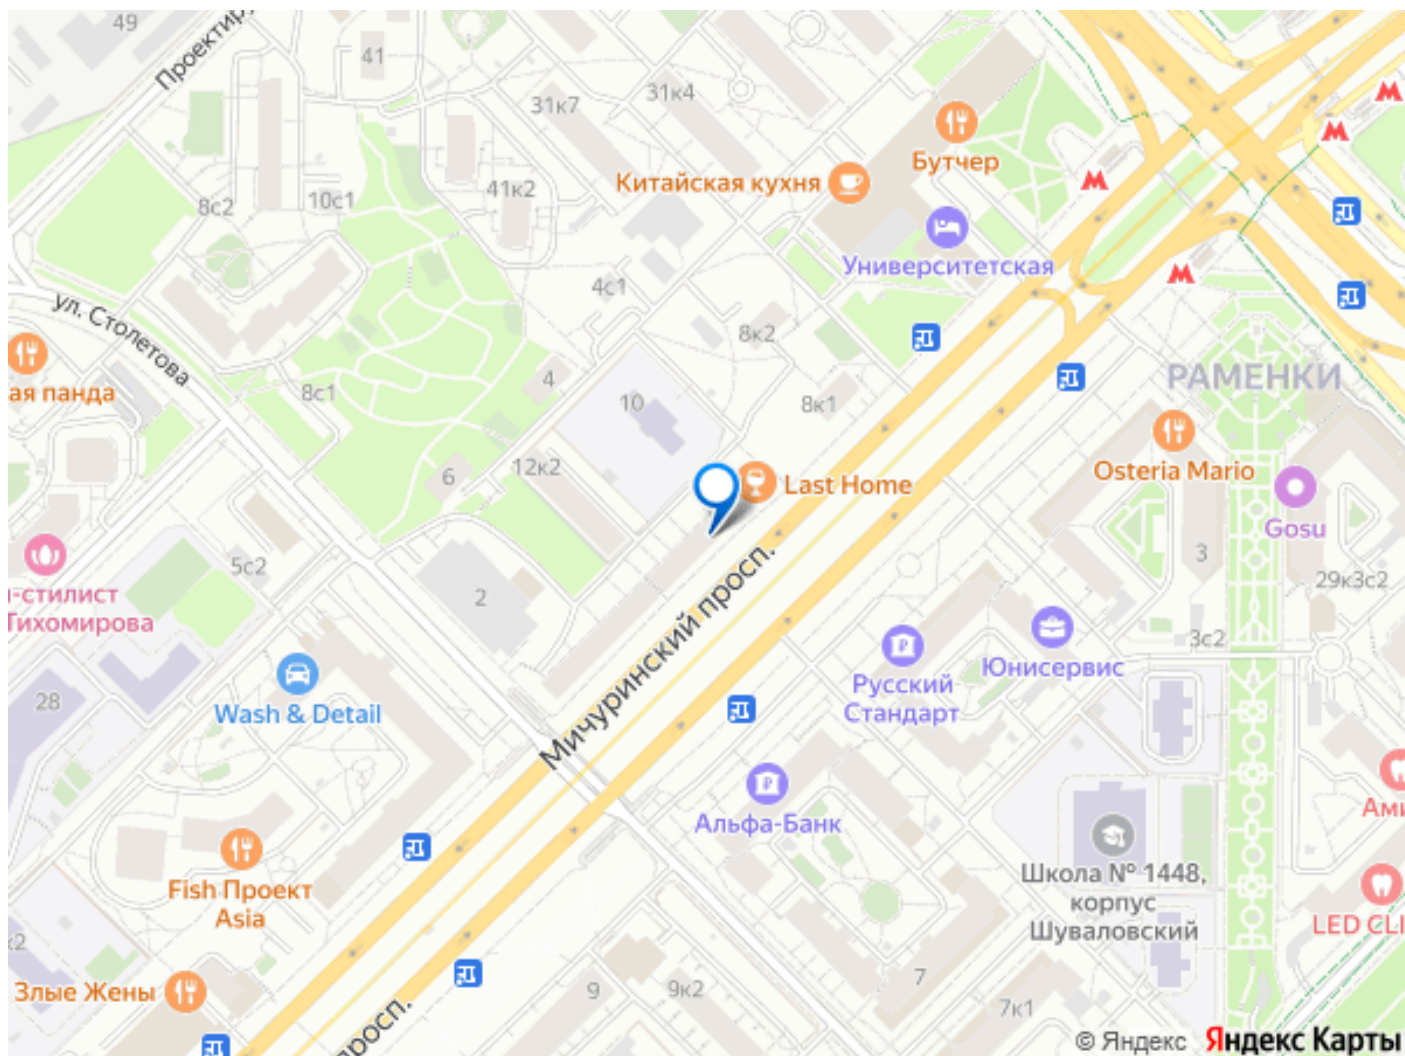 49
Проектиру
41
31к7
31к4
Бутчер
Китайская кухня
41к2
10с1
8с2
Университетская
4с1
8к2
ул. Столетова
РАМЕНКИ
ая панда
8с1
4
10
8к1
Osteria Mario
12к2
6
Last Home
Gosu
5с2
3
29к3с2
2
Мичуринский просп.
-стилист
Тихомирова
3с2
Юнисервис
Русский
Стандарт
28
Wash & Detail
Альфа-Банк
Ами
Школа № 1448,
корпус
Шуваловский
Fish Проект
Asia
LED CLI
к2
Злые Жены
9
9к2
7
7к1
просп.
© Яндекс Яндекс Карты